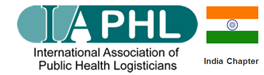 IAPHL
International Association of
Public Health Logisticians
India Chapter